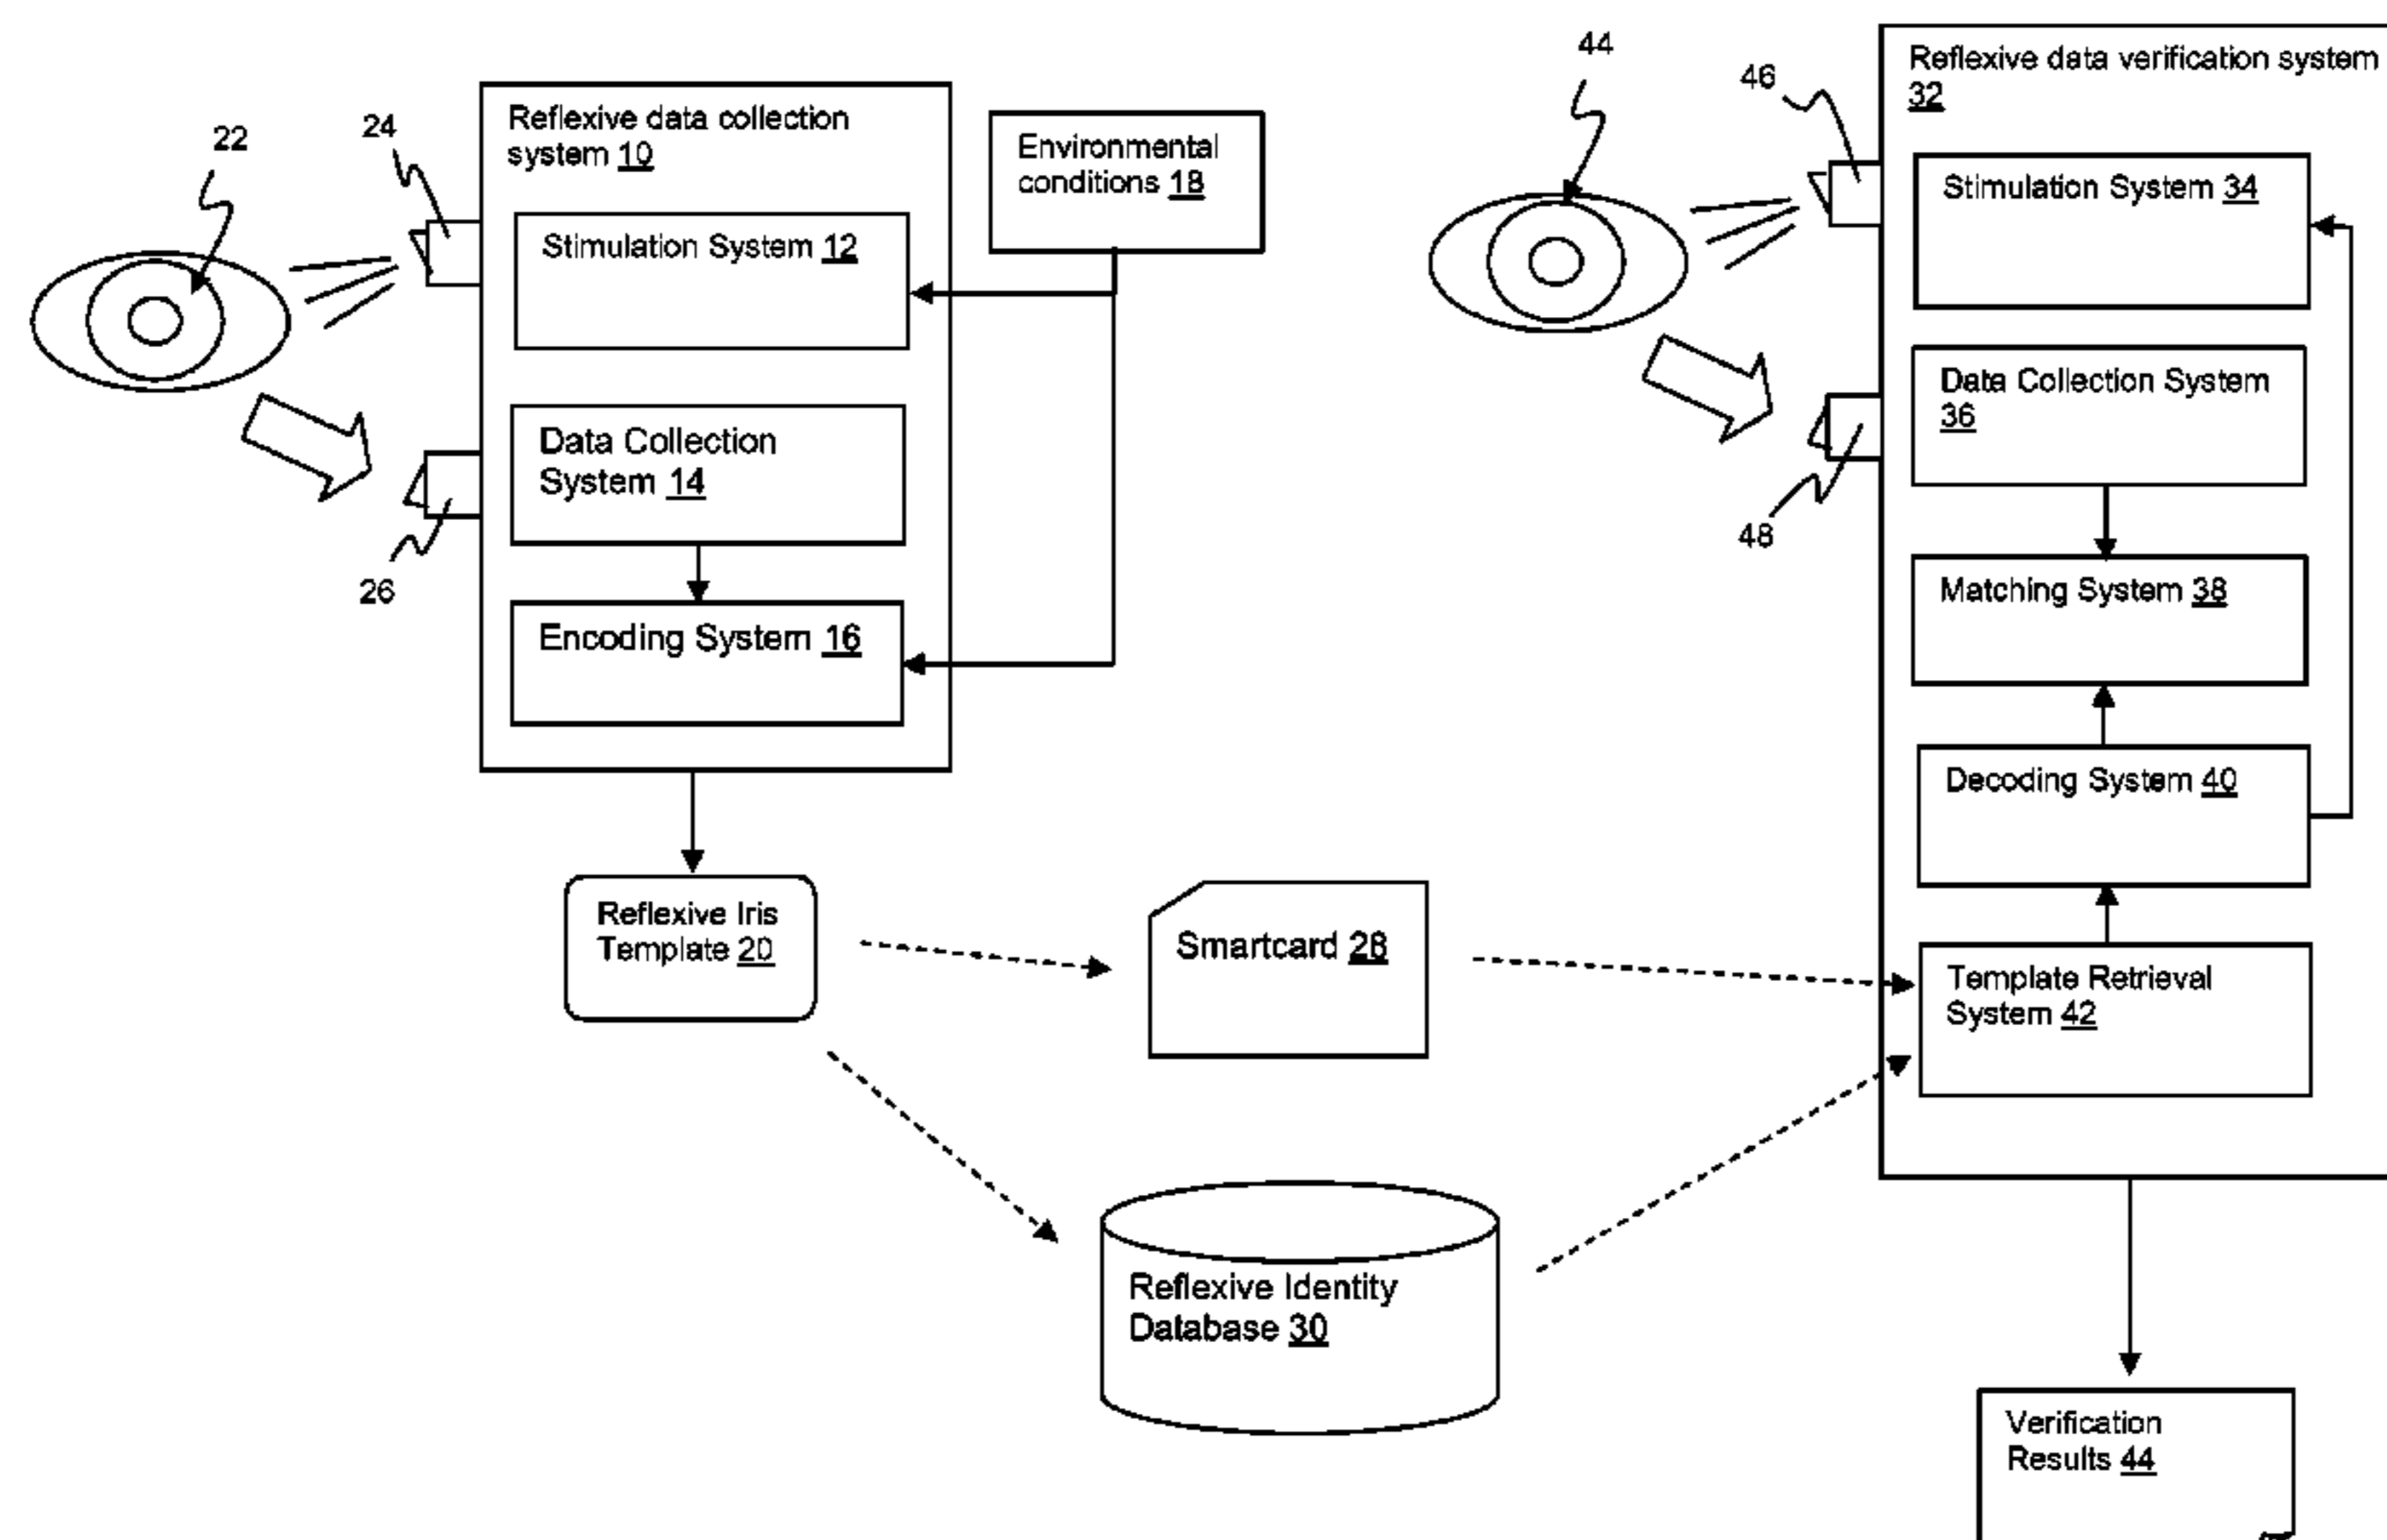 22
24
Reflexive data collection
system 10
Environmental
conditions 18
Stimulation System 12
Data Collection
System 14
26
Encoding System 16
Reflexive Iris
Template 20
Smartcard 28
Reflexive Identity
Database 30
44
46
Reflexive data verification system
32
Stimulation System 34
Data Collection System
36
48
Matching System 38
Decoding System 40
Template Retrieval
System 42
Verification
Results 44